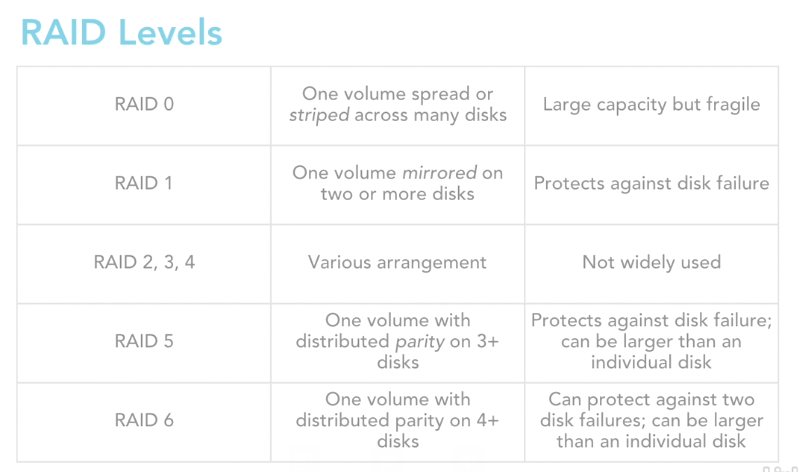 RAID Levels
RAID 0
One volume spread or
striped across many disks
Large capacity but fragile
RAID 1
One volume mirrored on
two or more disks
Protects against disk failure
RAID 2, 3, 4
Various arrangement
Not widely used
RAID 5
One volume with
distributed parity on 3+
disks
Protects against disk failure;
can be larger than an
individual disk
RAID 6
One volume with
distributed parity on 4+
disks
Can protect against two
disk failures; can be larger
than an individual disk